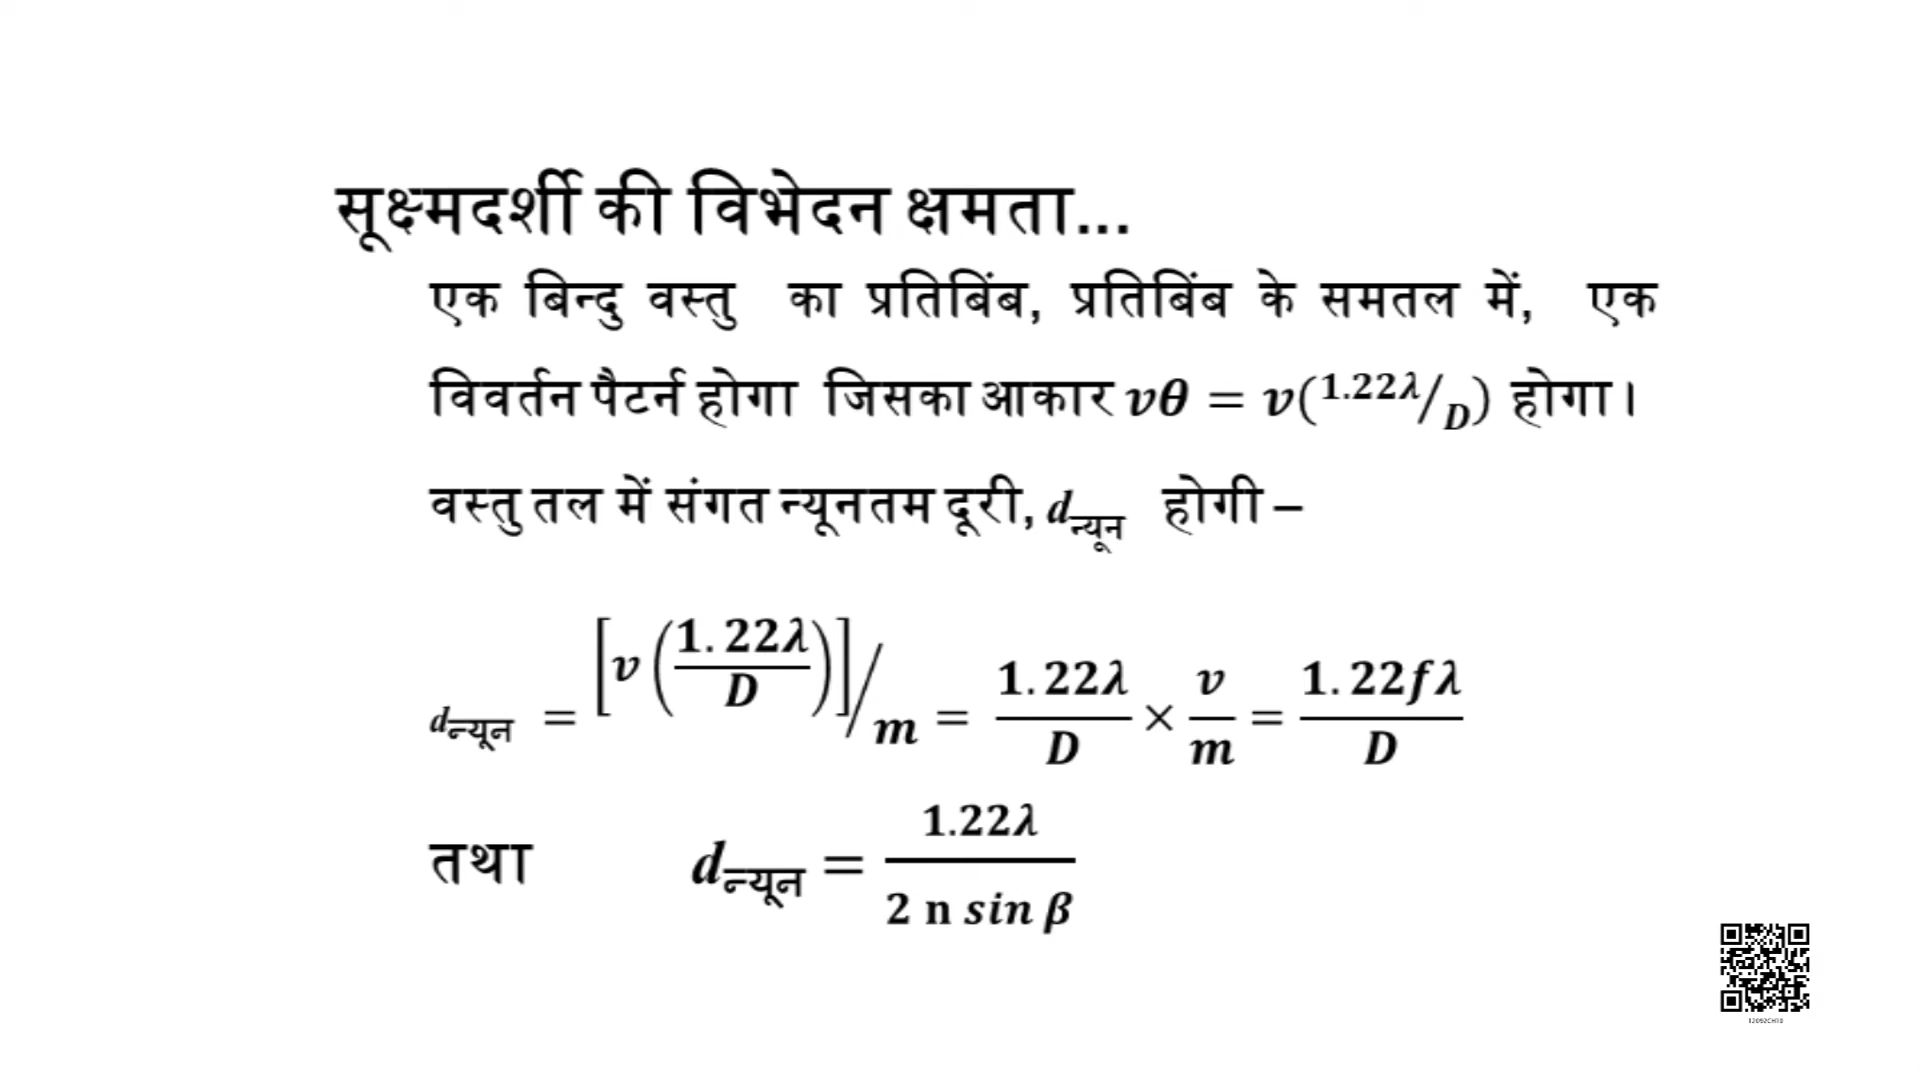 सूक्ष्मदर्शी की विभेदन क्षमता...
एक बिन्दु वस्तु का प्रतिबिंब, प्रतिबिंब के समतल में, एक
विवर्तन पैटर्न होगा जिसका आकार vθ = v(1.22λ/D) होगा।
वस्तु तल में संगत न्यूनतम दूरी, dन्यून होगी –
dन्यून = [v(1.22λ/D)]/m = 1.22λ/D × v/m = 1.22fλ/D
तथा dन्यून = 1.22λ/2 n sin β
12092CH10